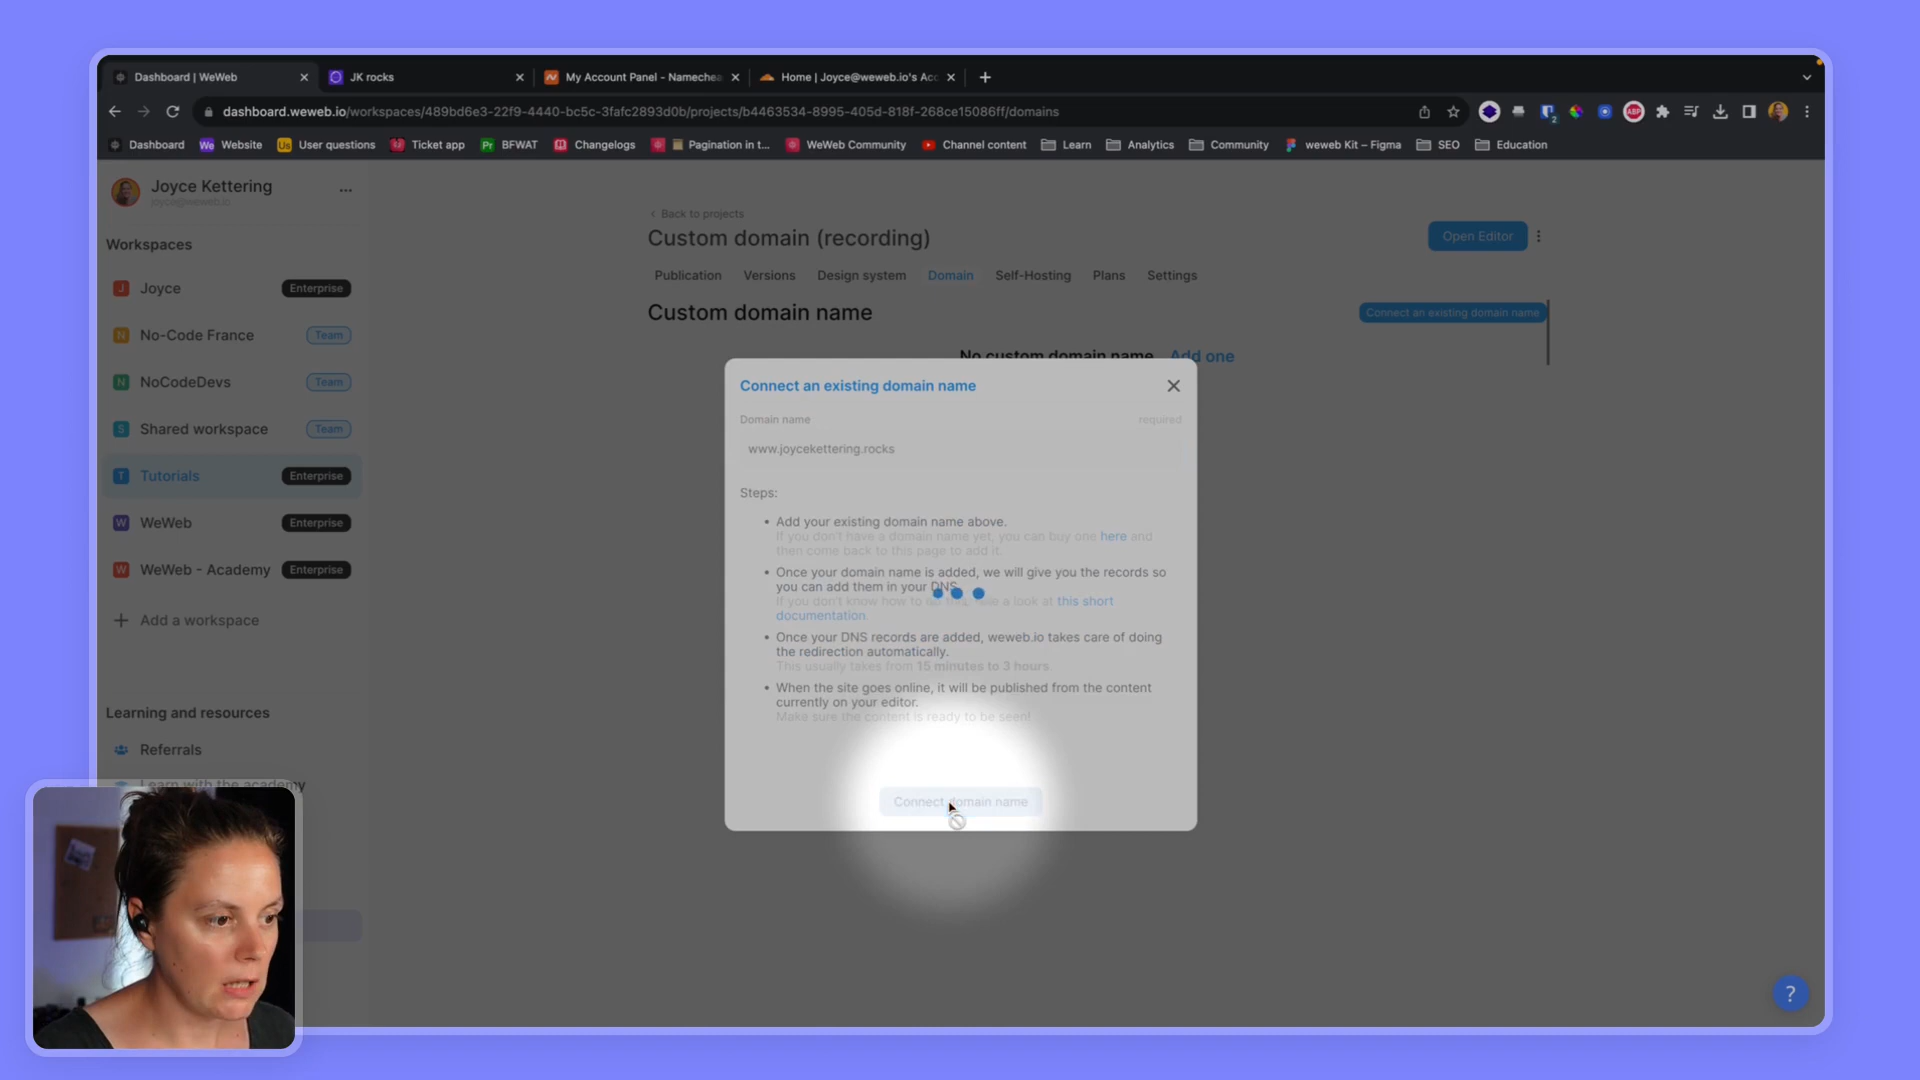 Dashboard | WeWeb
JK rocks
My Account Panel - Namechea
Home | Joyce@weweb.io's Acc
dashboard.weweb.io/workspaces/489bd6e3-22f9-4440-bc5c-3fafc2893d0b/projects/b4463534-8995-405d-818f-268ce15086ff/domains
Dashboard
We Website
Us User questions
Ticket app
Pr BFWAT
Changelogs
Pagination in t...
WeWeb Community
Channel content
Learn
Analytics
Community
weweb Kit – Figma
SEO
Education
Joyce Kettering
joyce@weweb.io
Workspaces
J Joyce Enterprise
N No-Code France Team
N NoCodeDevs Team
S Shared workspace Team
T Tutorials Enterprise
W WeWeb Enterprise
W WeWeb - Academy Enterprise
+ Add a workspace
Learning and resources
Referrals
Learn with the academy
Back to projects
Custom domain (recording)
Open Editor
Publication Versions Design system Domain Self-Hosting Plans Settings
Custom domain name
Connect an existing domain name
No custom domain name Add one
Connect an existing domain name
Domain name required
www.joycekettering.rocks
Steps:
• Add your existing domain name above.
If you don't have a domain name yet, you can buy one here and
then come back to this page to add it.
• Once your domain name is added, we will give you the records so
you can add them in your DNS.
If you don't know how to a look at this short
documentation.
• Once your DNS records are added, weweb.io takes care of doing
the redirection automatically.
This usually takes from 15 minutes to 3 hours
• When the site goes online, it will be published from the content
currently on your editor.
Make sure the content is ready to be seen!
Connect domain name
?